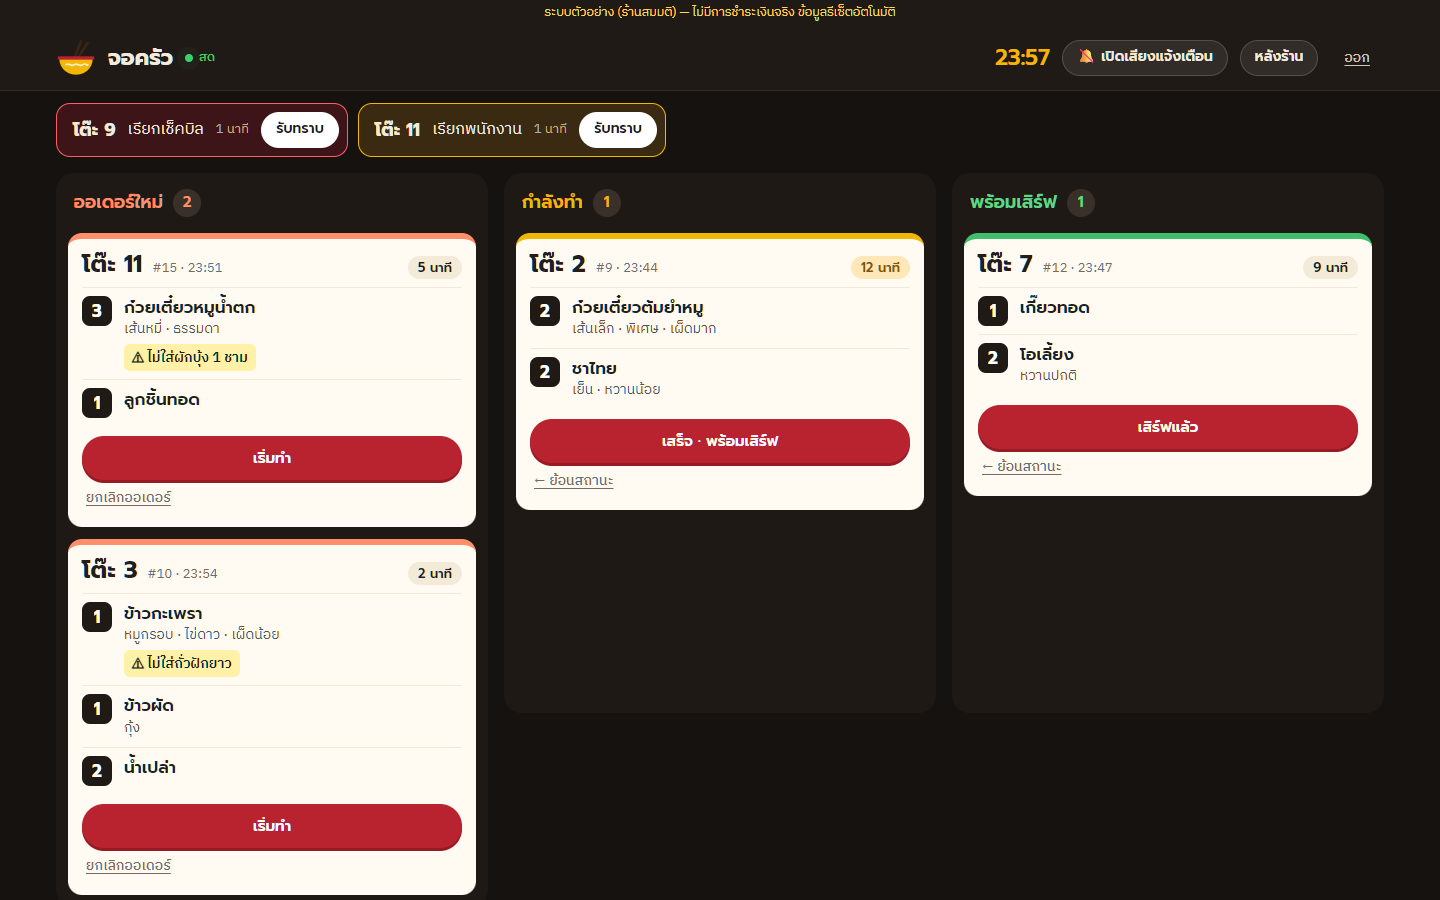 ระบบตัวอย่าง (ร้านสมมติ) — ไม่มีการชำระเงินจริง ข้อมูลรีเซ็ตอัตโนมัติ
จอครัว
สด
23:57
เปิดเสียงแจ้งเตือน
หลังร้าน
ออก
โต๊ะ 9 เรียกเช็คบิล 1 นาที รับทราบ
โต๊ะ 11 เรียกพนักงาน 1 นาที รับทราบ
ออเดอร์ใหม่ 2
โต๊ะ 11 #15 · 23:51 5 นาที
3 ก๋วยเตี๋ยวหมูน้ำตก
เส้นหมี่ · ธรรมดา
⚠ ไม่ใส่ผักบุ้ง 1 ชาม
1 ลูกชิ้นทอด
เริ่มทำ
ยกเลิกออเดอร์
โต๊ะ 3 #10 · 23:54 2 นาที
1 ข้าวกะเพรา
หมูกรอบ · ไข่ดาว · เผ็ดน้อย
⚠ ไม่ใส่ถั่วฝักยาว
1 ข้าวผัด
กุ้ง
2 น้ำเปล่า
เริ่มทำ
ยกเลิกออเดอร์
กำลังทำ 1
โต๊ะ 2 #9 · 23:44 12 นาที
2 ก๋วยเตี๋ยวต้มยำหมู
เส้นเล็ก · พิเศษ · เผ็ดมาก
2 ชาไทย
เย็น · หวานน้อย
เสร็จ · พร้อมเสิร์ฟ
← ย้อนสถานะ
พร้อมเสิร์ฟ 1
โต๊ะ 7 #12 · 23:47 9 นาที
1 เกี๊ยวทอด
2 โอเลี้ยง
หวานปกติ
เสิร์ฟแล้ว
← ย้อนสถานะ